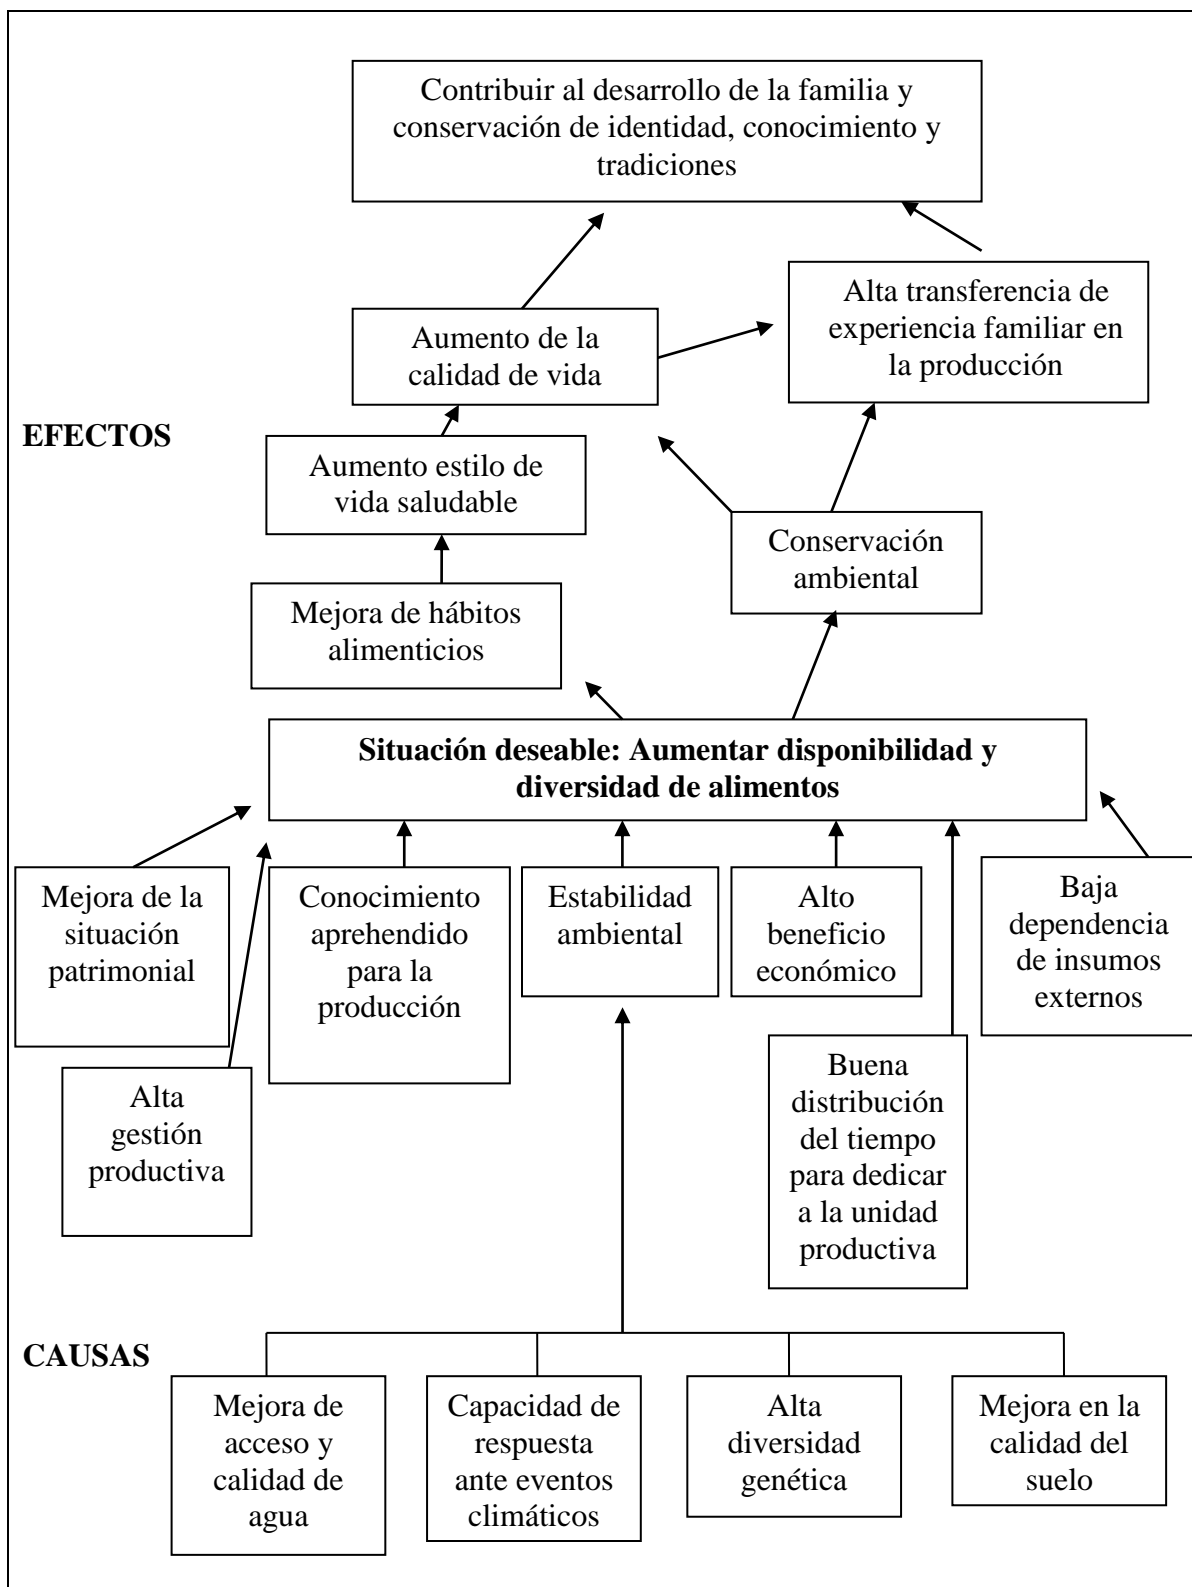 Contribuir al desarrollo de la familia y
conservación de identidad, conocimiento y
tradiciones
Alta transferencia de
experiencia familiar en
la producción
Aumento de la
calidad de vida
EFECTOS
Aumento estilo de
vida saludable
Conservación
ambiental
Mejora de hábitos
alimenticios
Situación deseable: Aumentar disponibilidad y
diversidad de alimentos
Mejora de la
situación
patrimonial
Conocimiento
aprehendido
para la
producción
Estabilidad
ambiental
Alto
beneficio
económico
Baja
dependencia
de insumos
externos
Alta
gestión
productiva
Buena
distribución
del tiempo
para dedicar
a la unidad
productiva
CAUSAS
Mejora de
acceso y
calidad de
agua
Capacidad de
respuesta
ante eventos
climáticos
Alta
diversidad
genética
Mejora en la
calidad del
suelo